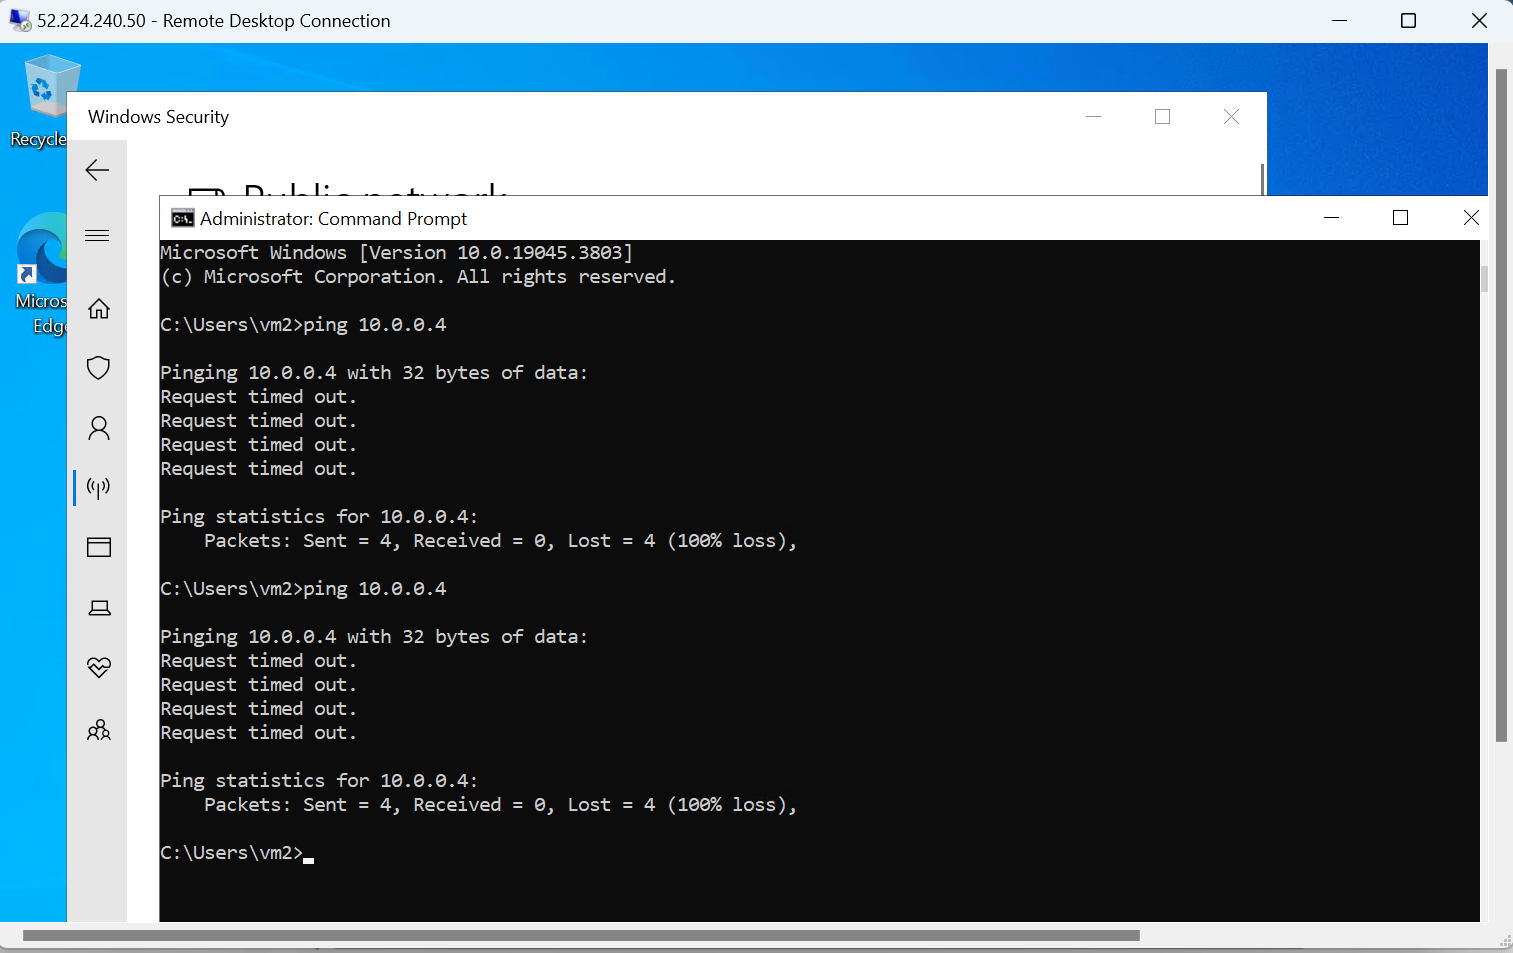 52.224.240.50 - Remote Desktop Connection
Recycle
Windows Security
Public network
Micros
Edge
Administrator: Command Prompt
Microsoft Windows [Version 10.0.19045.3803]
(c) Microsoft Corporation. All rights reserved.
C:\Users\vm2>ping 10.0.0.4
Pinging 10.0.0.4 with 32 bytes of data:
Request timed out.
Request timed out.
Request timed out.
Request timed out.
Ping statistics for 10.0.0.4:
    Packets: Sent = 4, Received = 0, Lost = 4 (100% loss),
C:\Users\vm2>ping 10.0.0.4
Pinging 10.0.0.4 with 32 bytes of data:
Request timed out.
Request timed out.
Request timed out.
Request timed out.
Ping statistics for 10.0.0.4:
    Packets: Sent = 4, Received = 0, Lost = 4 (100% loss),
C:\Users\vm2>